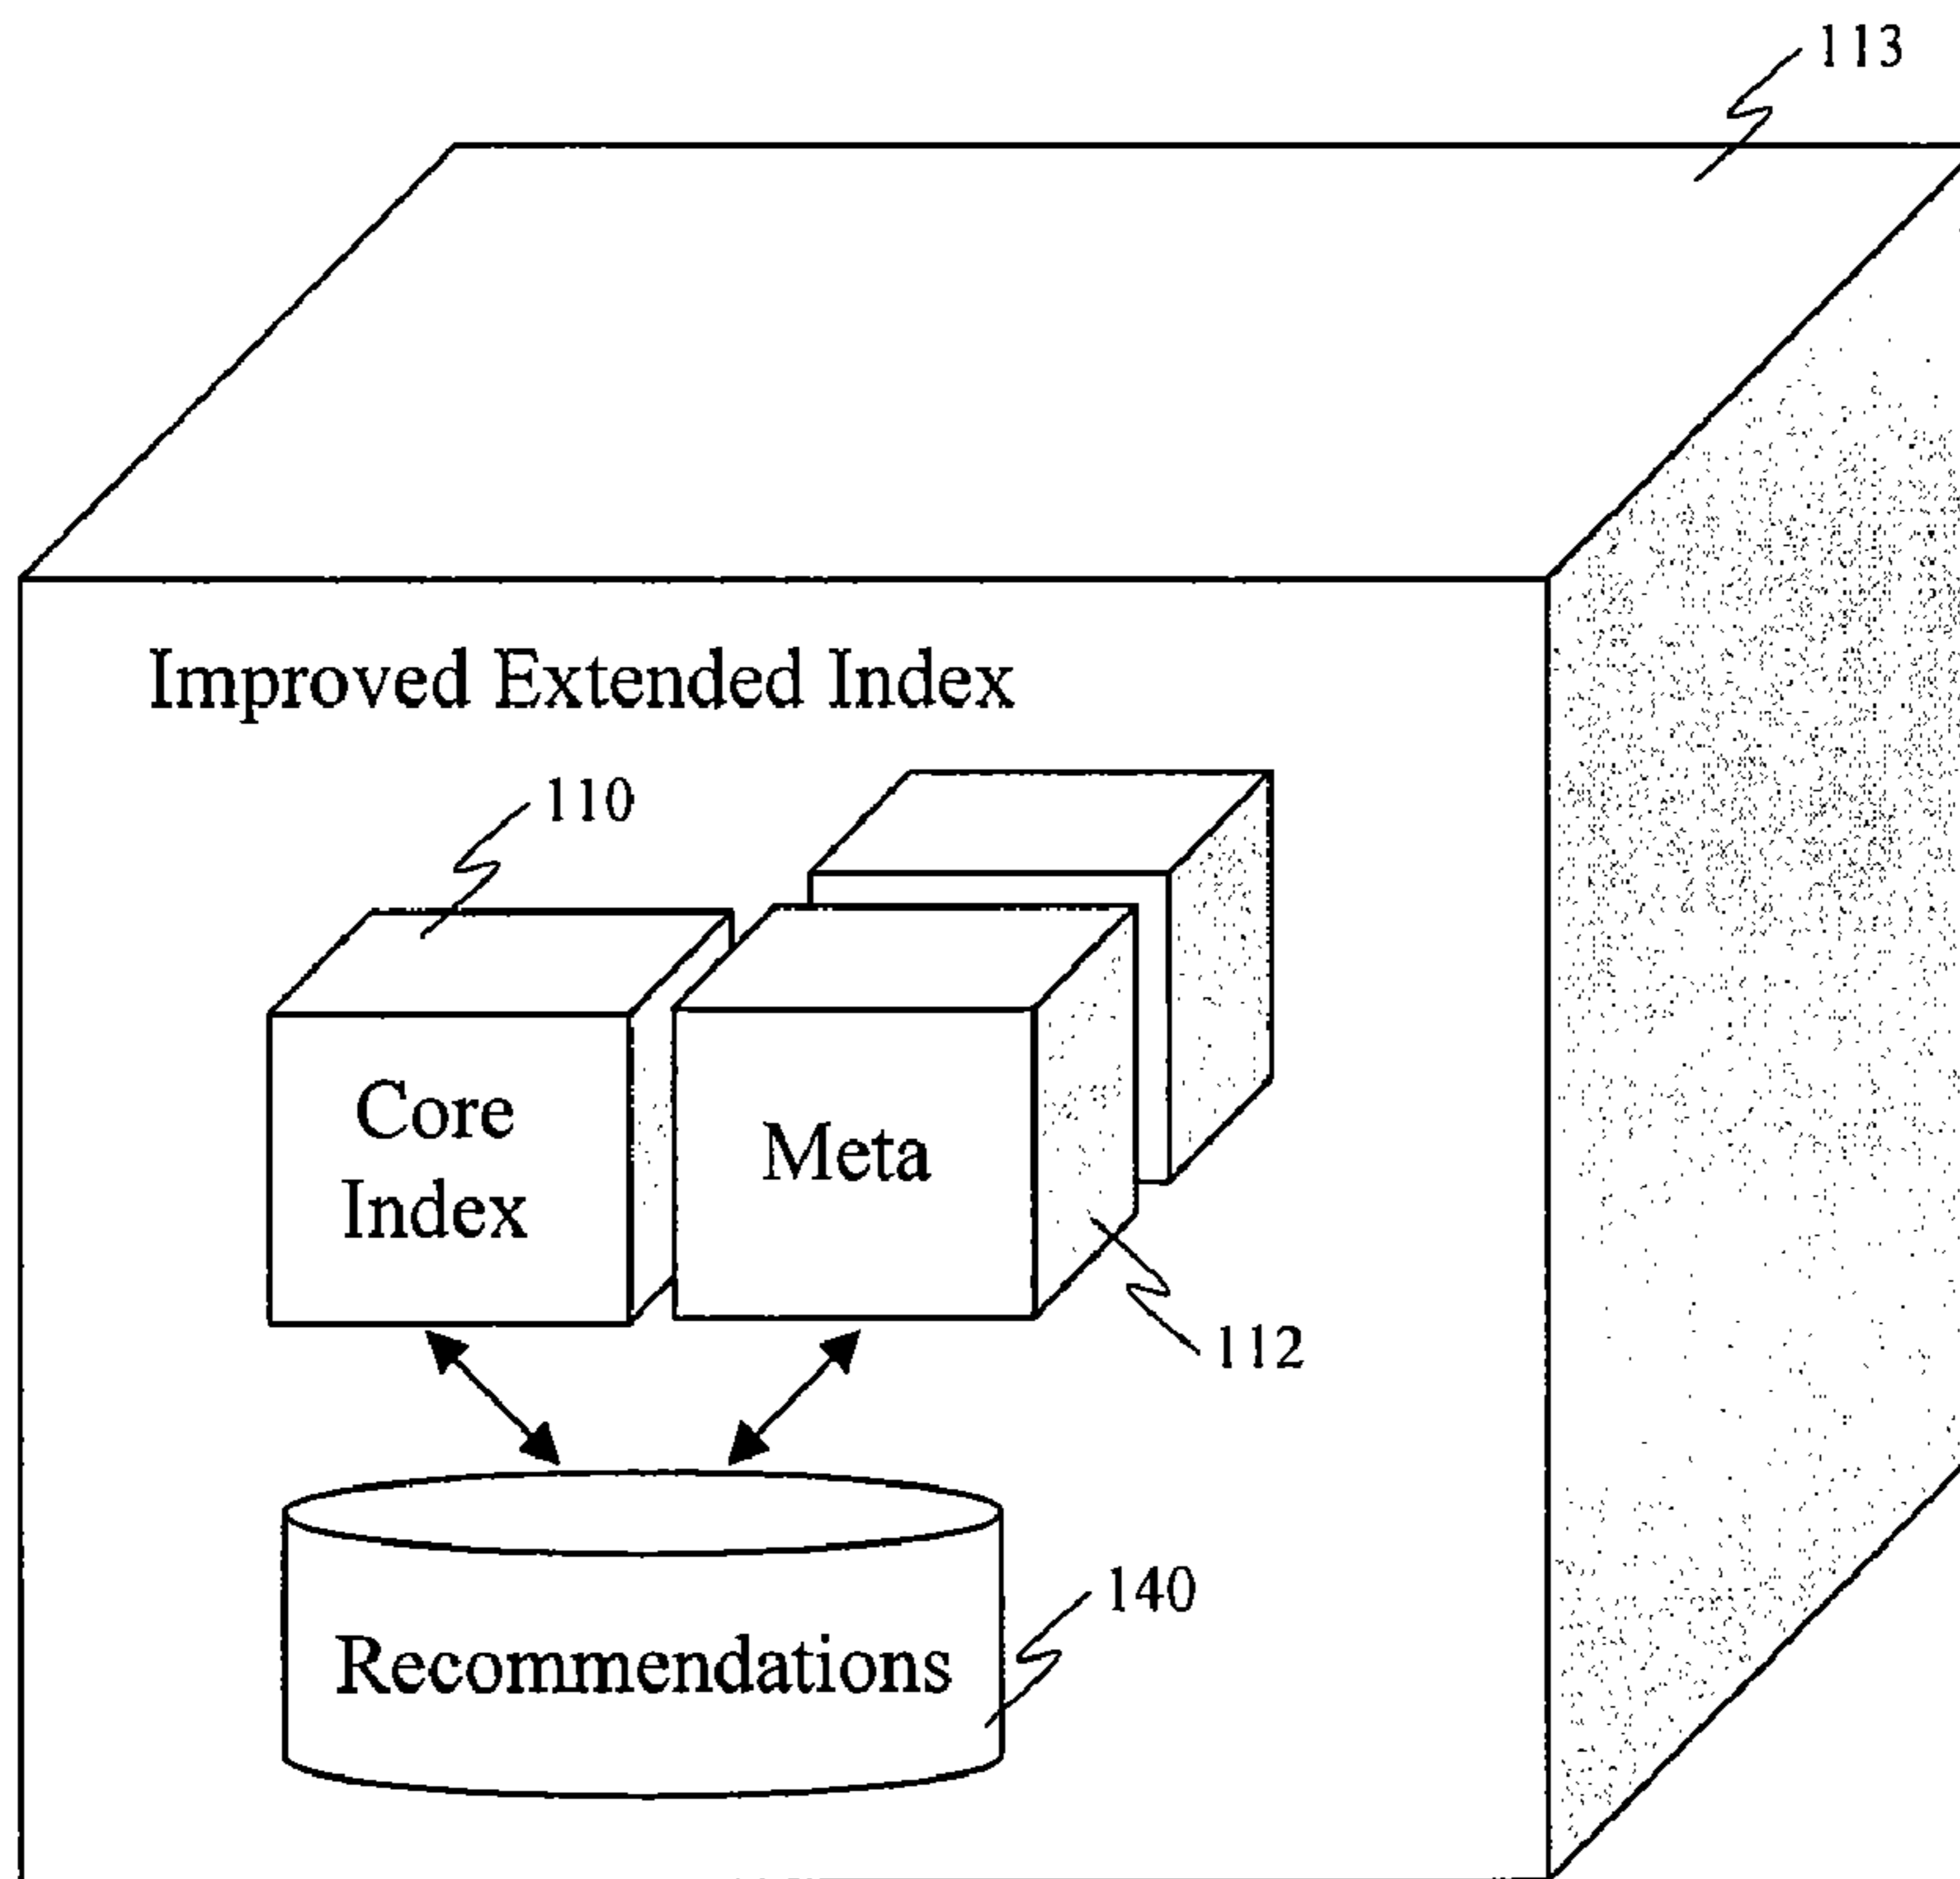 113
Improved Extended Index
110
Core
Index
Meta
112
140
Recommendations